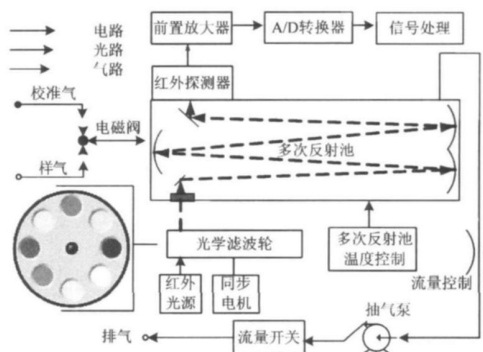 电路
光路
气路
前置放大器
A/D转换器
信号处理
红外探测器
校准气
电磁阀
样气
多次反射池
光学滤波轮
多次反射池
温度控制
流量控制
红外
光源
同步
电机
抽气泵
排气
流量开关